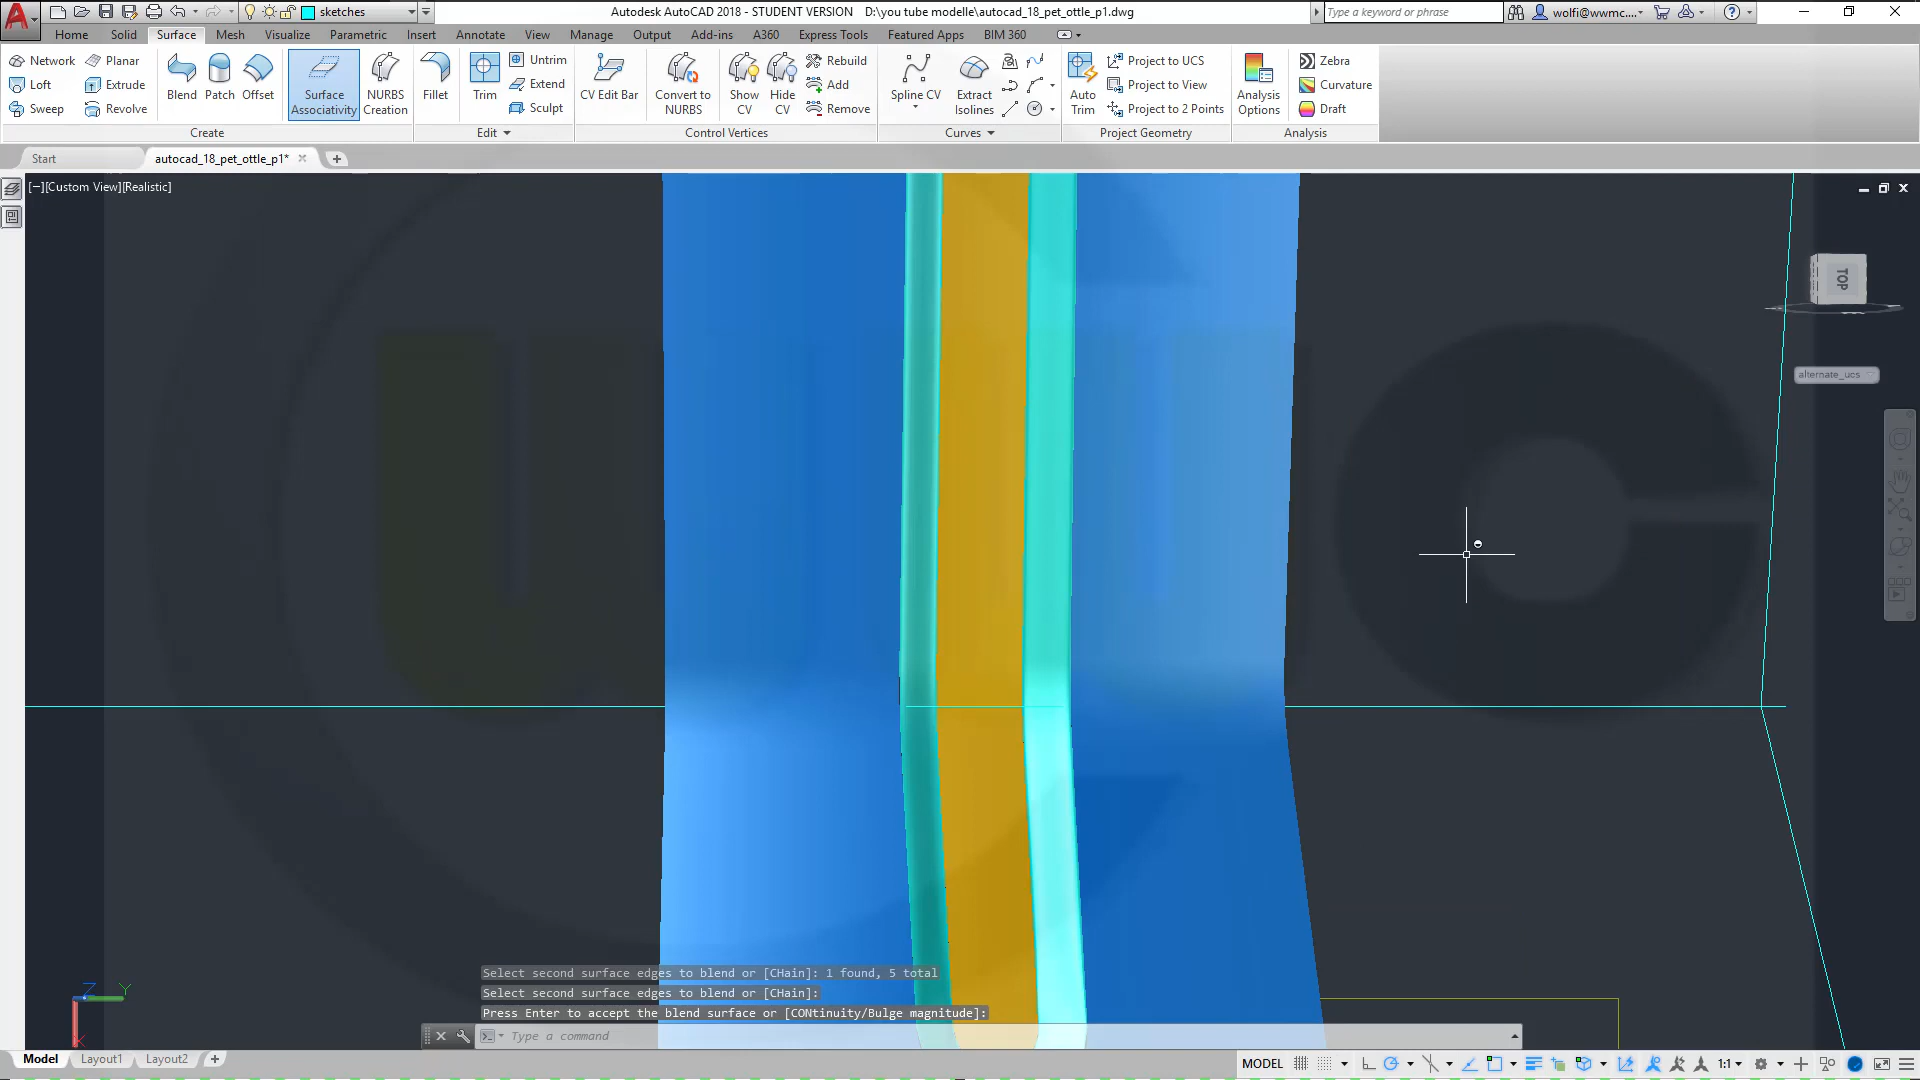 sketches
Autodesk AutoCAD 2018 - STUDENT VERSION D:\you tube modelle\autocad_18_pet_ottle_p1.dwg
Type a keyword or phrase
wolfi@wwmc....
Home Solid Surface Mesh Visualize Parametric Insert Annotate View Manage Output Add-ins A360 Express Tools Featured Apps BIM 360
Network Planar
Loft Extrude
Sweep Revolve
Blend Patch Offset
Surface Associativity
NURBS Creation
Create
Fillet Trim
Untrim
Extend
Sculpt
Edit
CV Edit Bar
Convert to NURBS
Show CV
Hide CV
Rebuild
Add
Remove
Control Vertices
Spline CV
Extract Isolines
Curves
Auto Trim
Project to UCS
Project to View
Project to 2 Points
Project Geometry
Analysis Options
Zebra
Curvature
Draft
Analysis
Start autocad_18_pet_ottle_p1*
[−][Custom View][Realistic]
TOP
alternate_ucs
Z Y
X
Select second surface edges to blend or [CHain]: 1 found, 5 total
Select second surface edges to blend or [CHain]:
Press Enter to accept the blend surface or [CONtinuity/Bulge magnitude]:
Type a command
Model Layout1 Layout2
MODEL
1:1